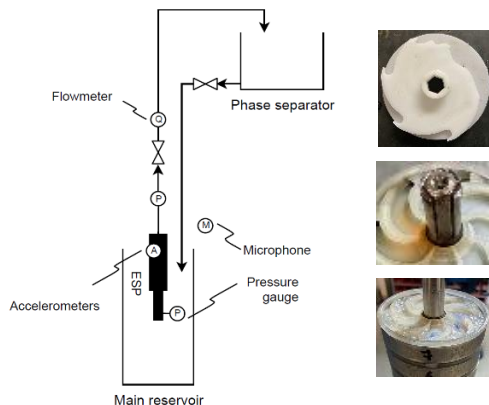 Flowmeter
Q
Phase separator
P
M
Microphone
A
ESP
Accelerometers
Pressure
gauge
P
Main reservoir